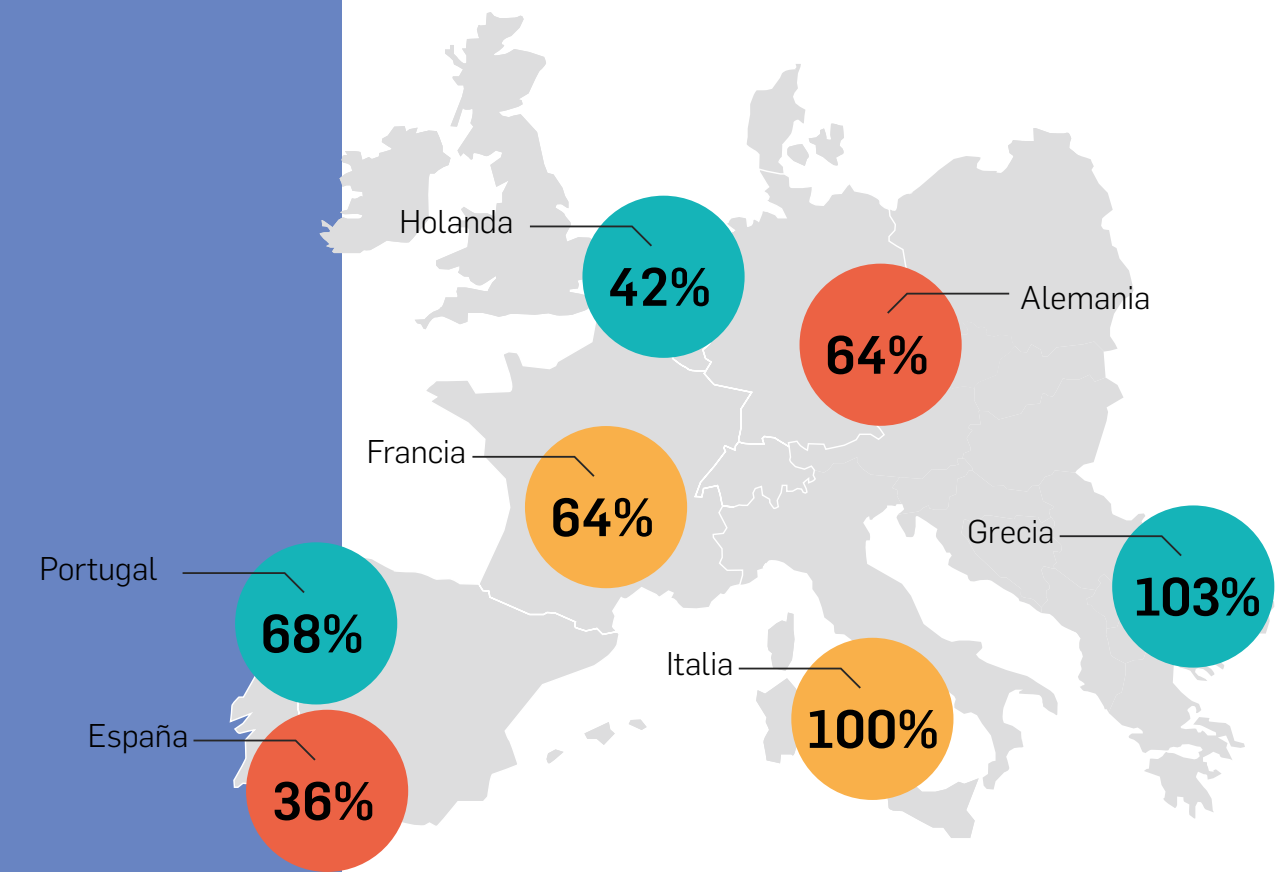 Holanda
42%
Alemania
64%
Francia
64%
Grecia
103%
Portugal
68%
Italia
100%
España
36%